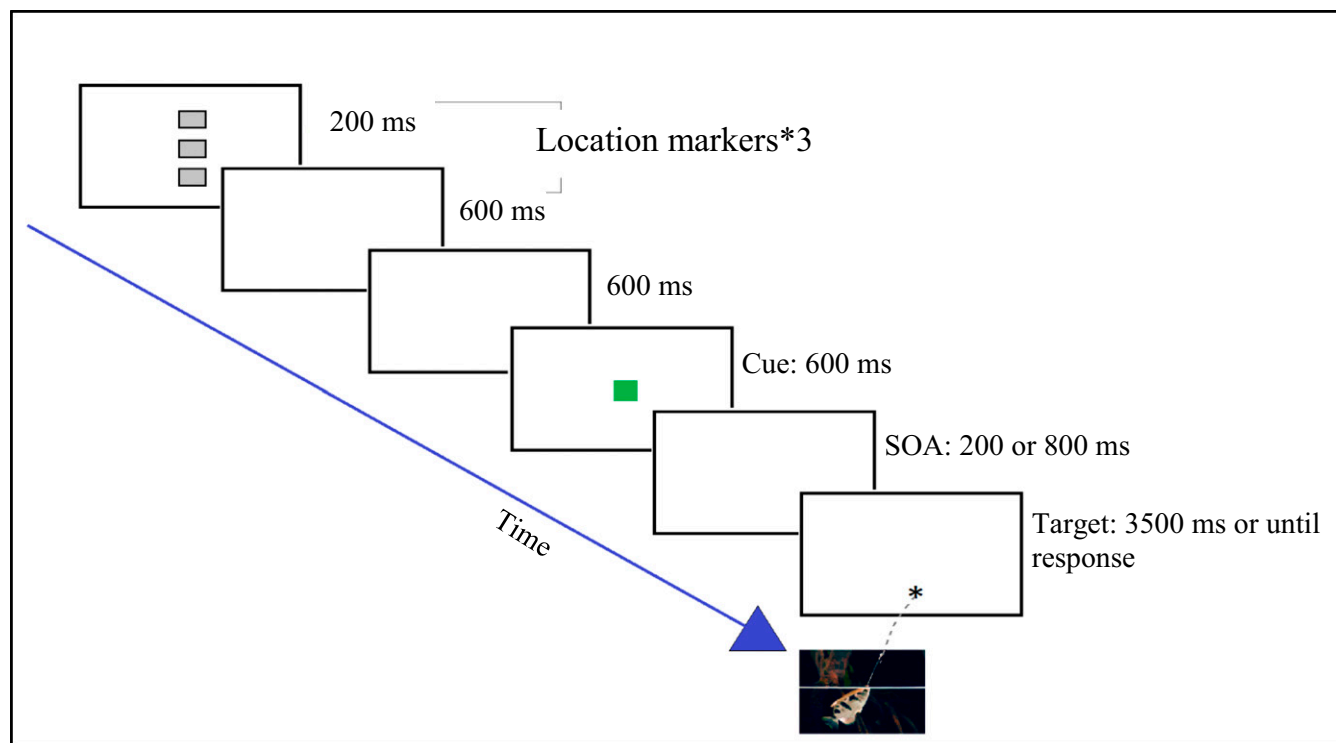 200 ms
Location markers*3
600 ms
600 ms
Cue: 600 ms
SOA: 200 or 800 ms
Target: 3500 ms or until
response
*
Time